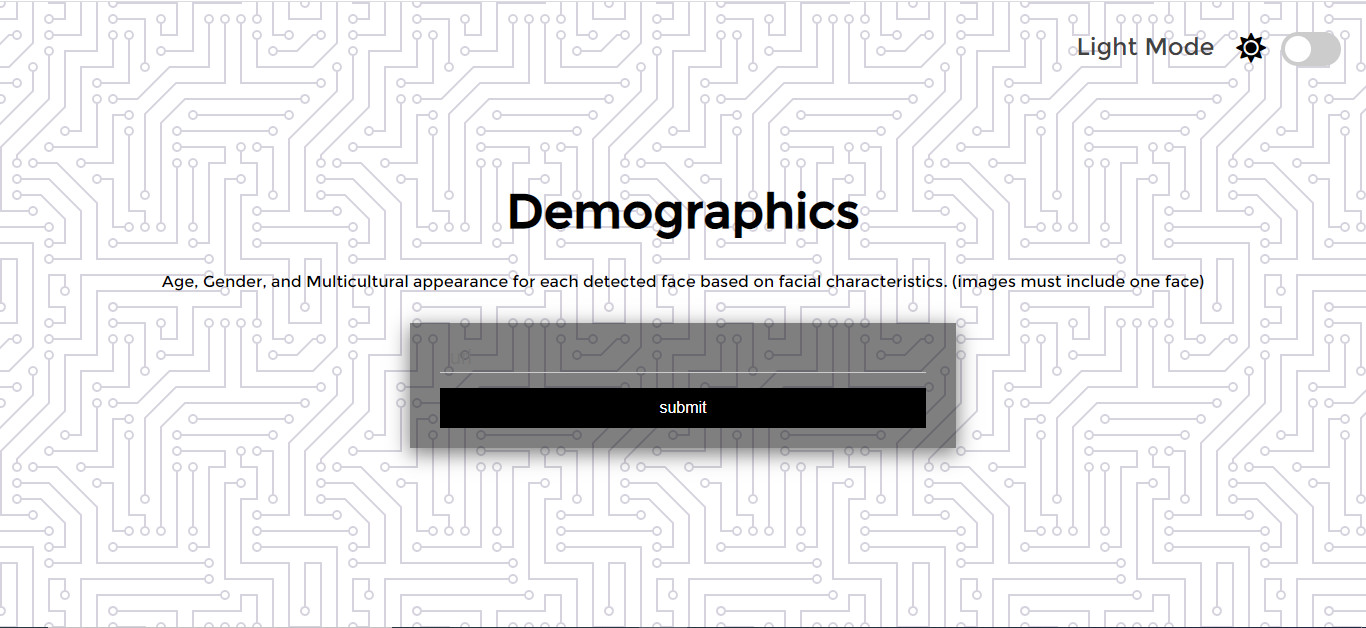 Light Mode
Demographics
Age, Gender, and Multicultural appearance for each detected face based on facial characteristics. (images must include one face)
submit